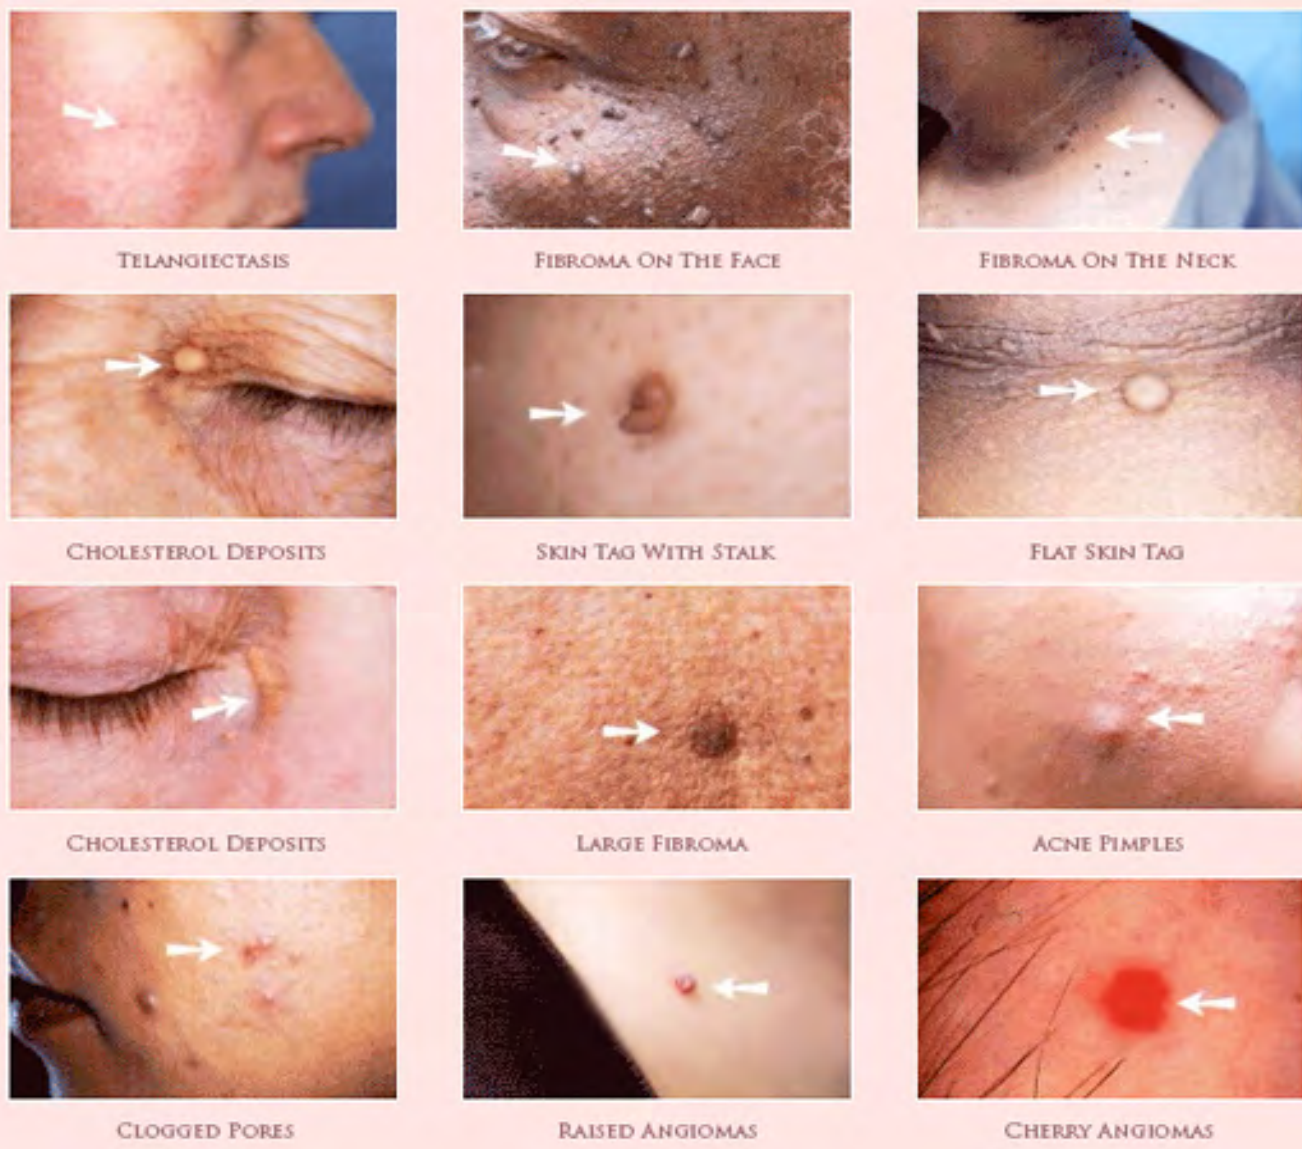 Telangiectasis
Fibroma On The Face
Fibroma On The Neck
Cholesterol Deposits
Skin Tag With Stalk
Flat Skin Tag
Cholesterol Deposits
Large Fibroma
Acne Pimples
Clogged Pores
Raised Angiomas
Cherry Angiomas